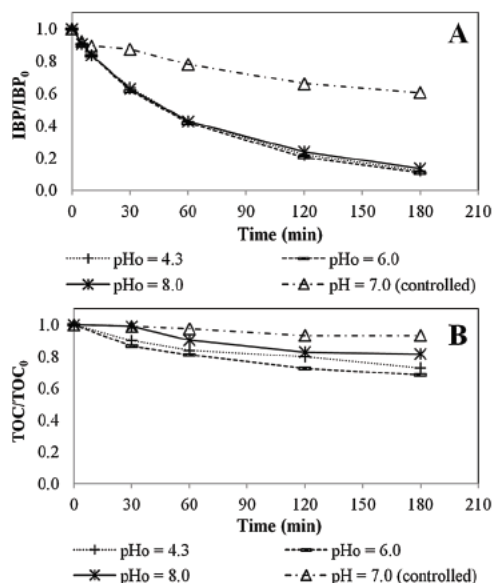 A
IBP/IBP0
1.0
0.8
0.6
0.4
0.2
0.0
0 30 60 90 120 150 180 210
Time (min)
pHo = 4.3 pHo = 6.0
pHo = 8.0 pH = 7.0 (controlled)
B
TOC/TOC0
1.0
0.8
0.6
0.4
0.2
0.0
0 30 60 90 120 150 180 210
Time (min)
pHo = 4.3 pHo = 6.0
pHo = 8.0 pH = 7.0 (controlled)